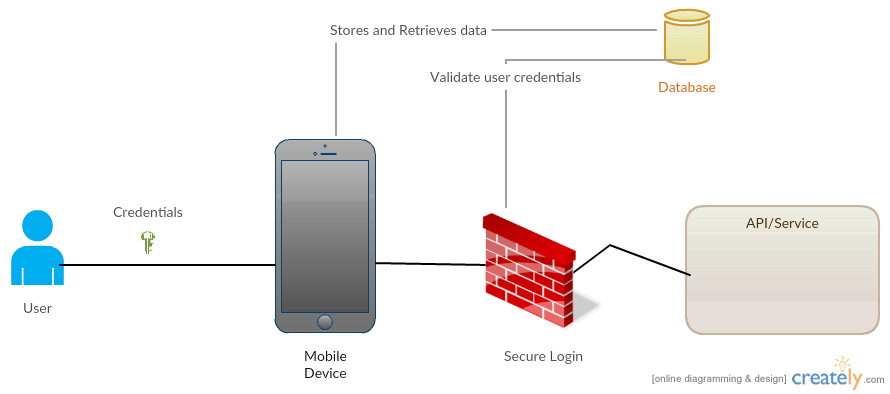 Stores and Retrieves data
Validate user credentials
Database
Credentials
API/Service
User
Mobile
Device
Secure Login
[online diagramming & design] creately.com